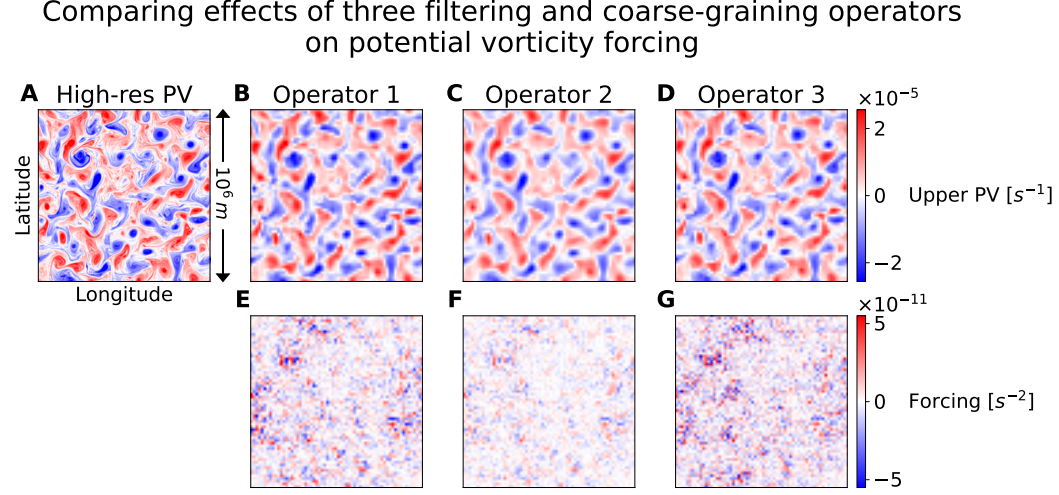 Comparing effects of three filtering and coarse-graining operators
on potential vorticity forcing
A High-res PV
B Operator 1
C Operator 2
D Operator 3
×10⁻⁵
2
0
−2
Upper PV [s⁻¹]
Latitude
10⁶ m
Longitude
E
F
G
×10⁻¹¹
5
0
−5
Forcing [s⁻²]